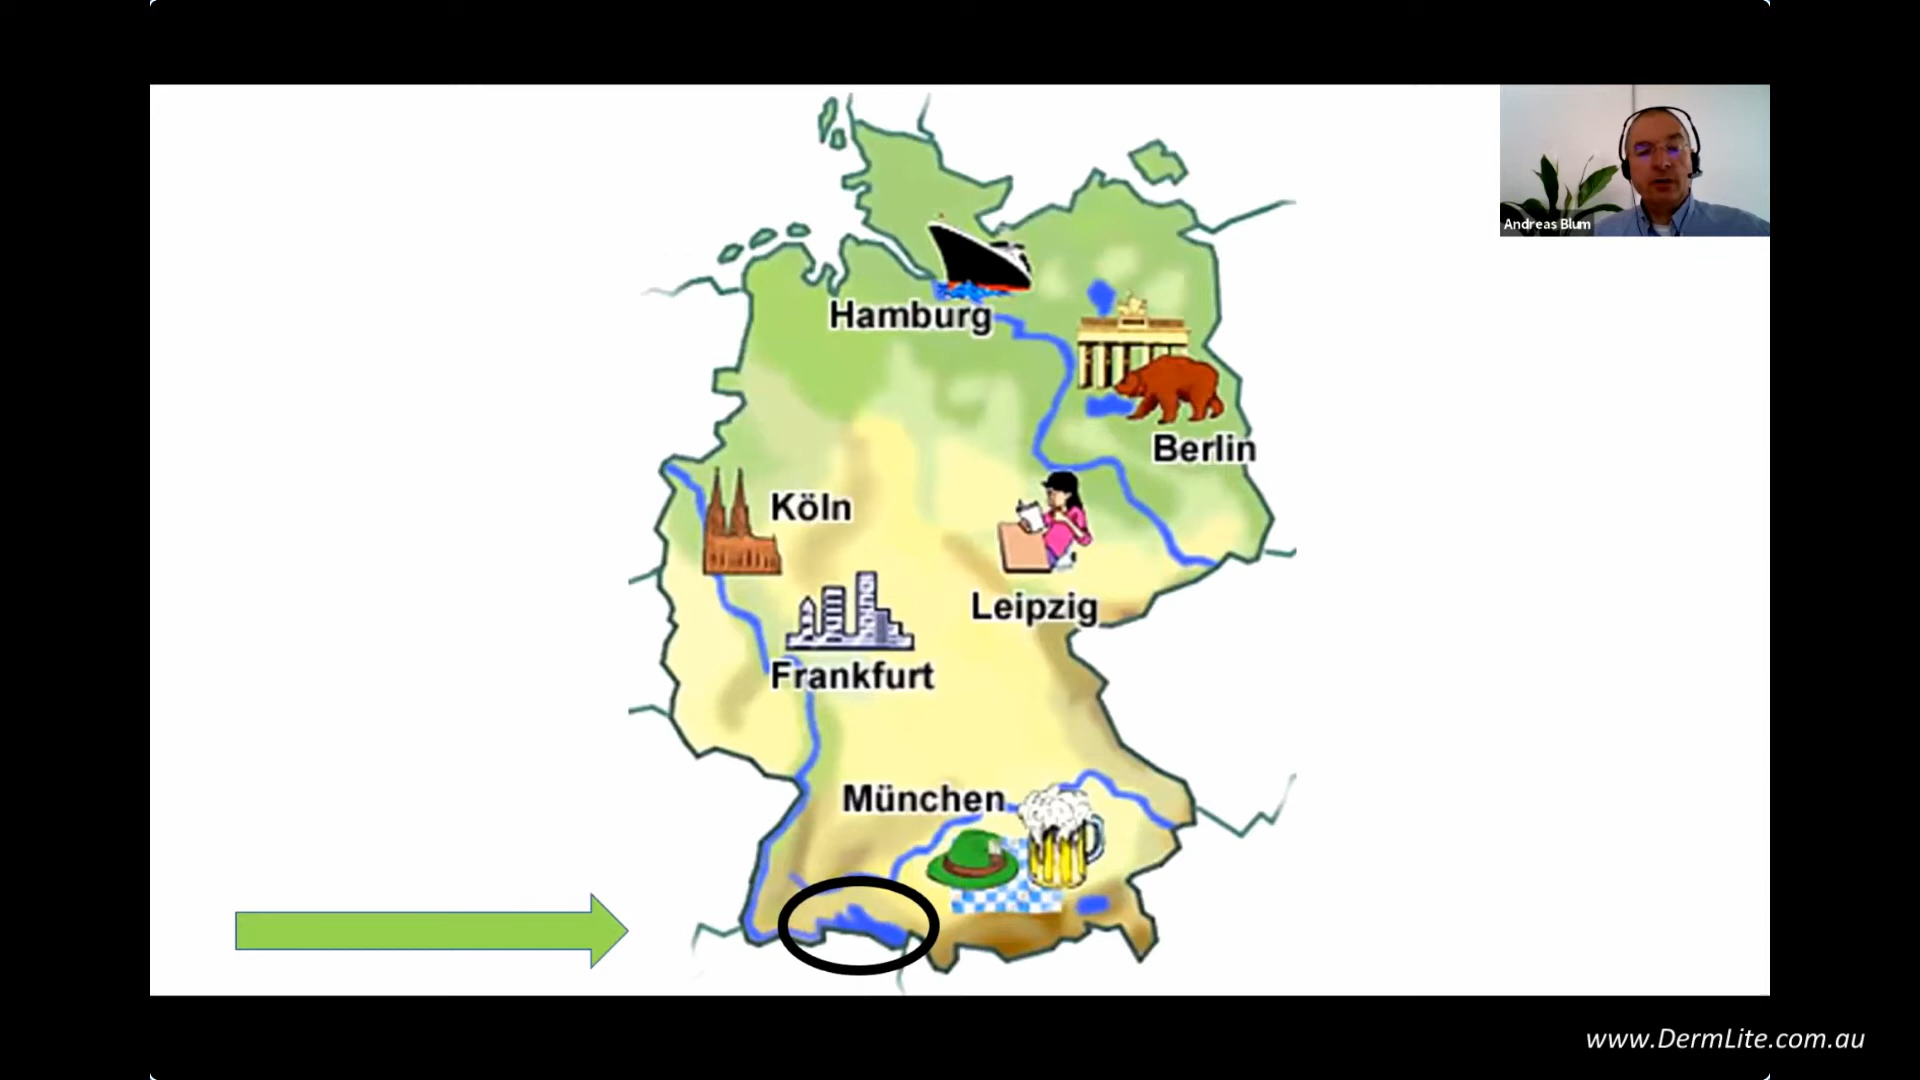 Andreas Blum
Hamburg
Berlin
Köln
Leipzig
Frankfurt
München
www.DermLite.com.au